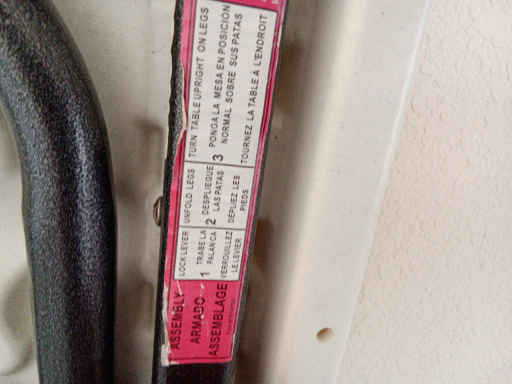 ASSEMBLY
ARMADO
ASSEMBLAGE
LOCK LEVER
1 TRABE LA
PALANCA
VERROUILLEZ
LE LEVIER
UNFOLD LEGS
2 DESPLIEGUE
LAS PATAS
DEPLIEZ LES
PIEDS
TURN TABLE UPRIGHT ON LEGS
3 PONGA LA MESA EN POSICIÓN
NORMAL SOBRE SUS PATAS
TOURNEZ LA TABLE À L'ENDROIT